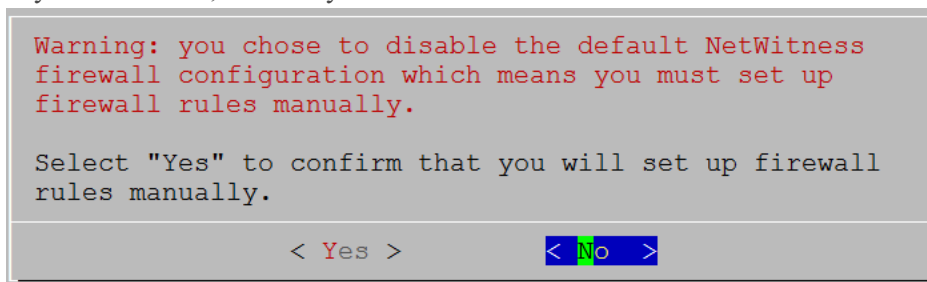 Warning: you chose to disable the default NetWitness
firewall configuration which means you must set up
firewall rules manually.
Select "Yes" to confirm that you will set up firewall
rules manually.
< Yes > < No >